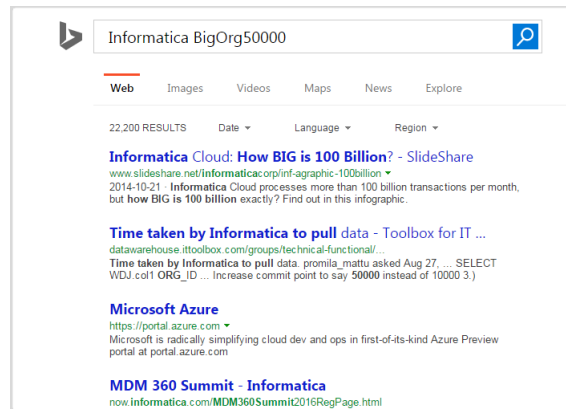 Informatica BigOrg50000
Web Images Videos Maps News Explore
22,200 RESULTS Date Language Region
Informatica Cloud: How BIG is 100 Billion? - SlideShare
www.slideshare.net/informaticacorp/inf-agraphic-100billion
2014-10-21 · Informatica Cloud processes more than 100 billion transactions per month,
but how BIG is 100 billion exactly? Find out in this infographic.
Time taken by Informatica to pull data - Toolbox for IT ...
datawarehouse.ittoolbox.com/groups/technical-functional/...
Time taken by Informatica to pull data. promila_mattu asked Aug 27, ... SELECT
WDJ.col1 ORG_ID ... Increase commit point to say 50000 instead of 10000 3.)
Microsoft Azure
https://portal.azure.com
Microsoft is radically simplifying cloud dev and ops in first-of-its-kind Azure Preview
portal at portal.azure.com
MDM 360 Summit - Informatica
now.informatica.com/MDM360Summit2016RegPage.html